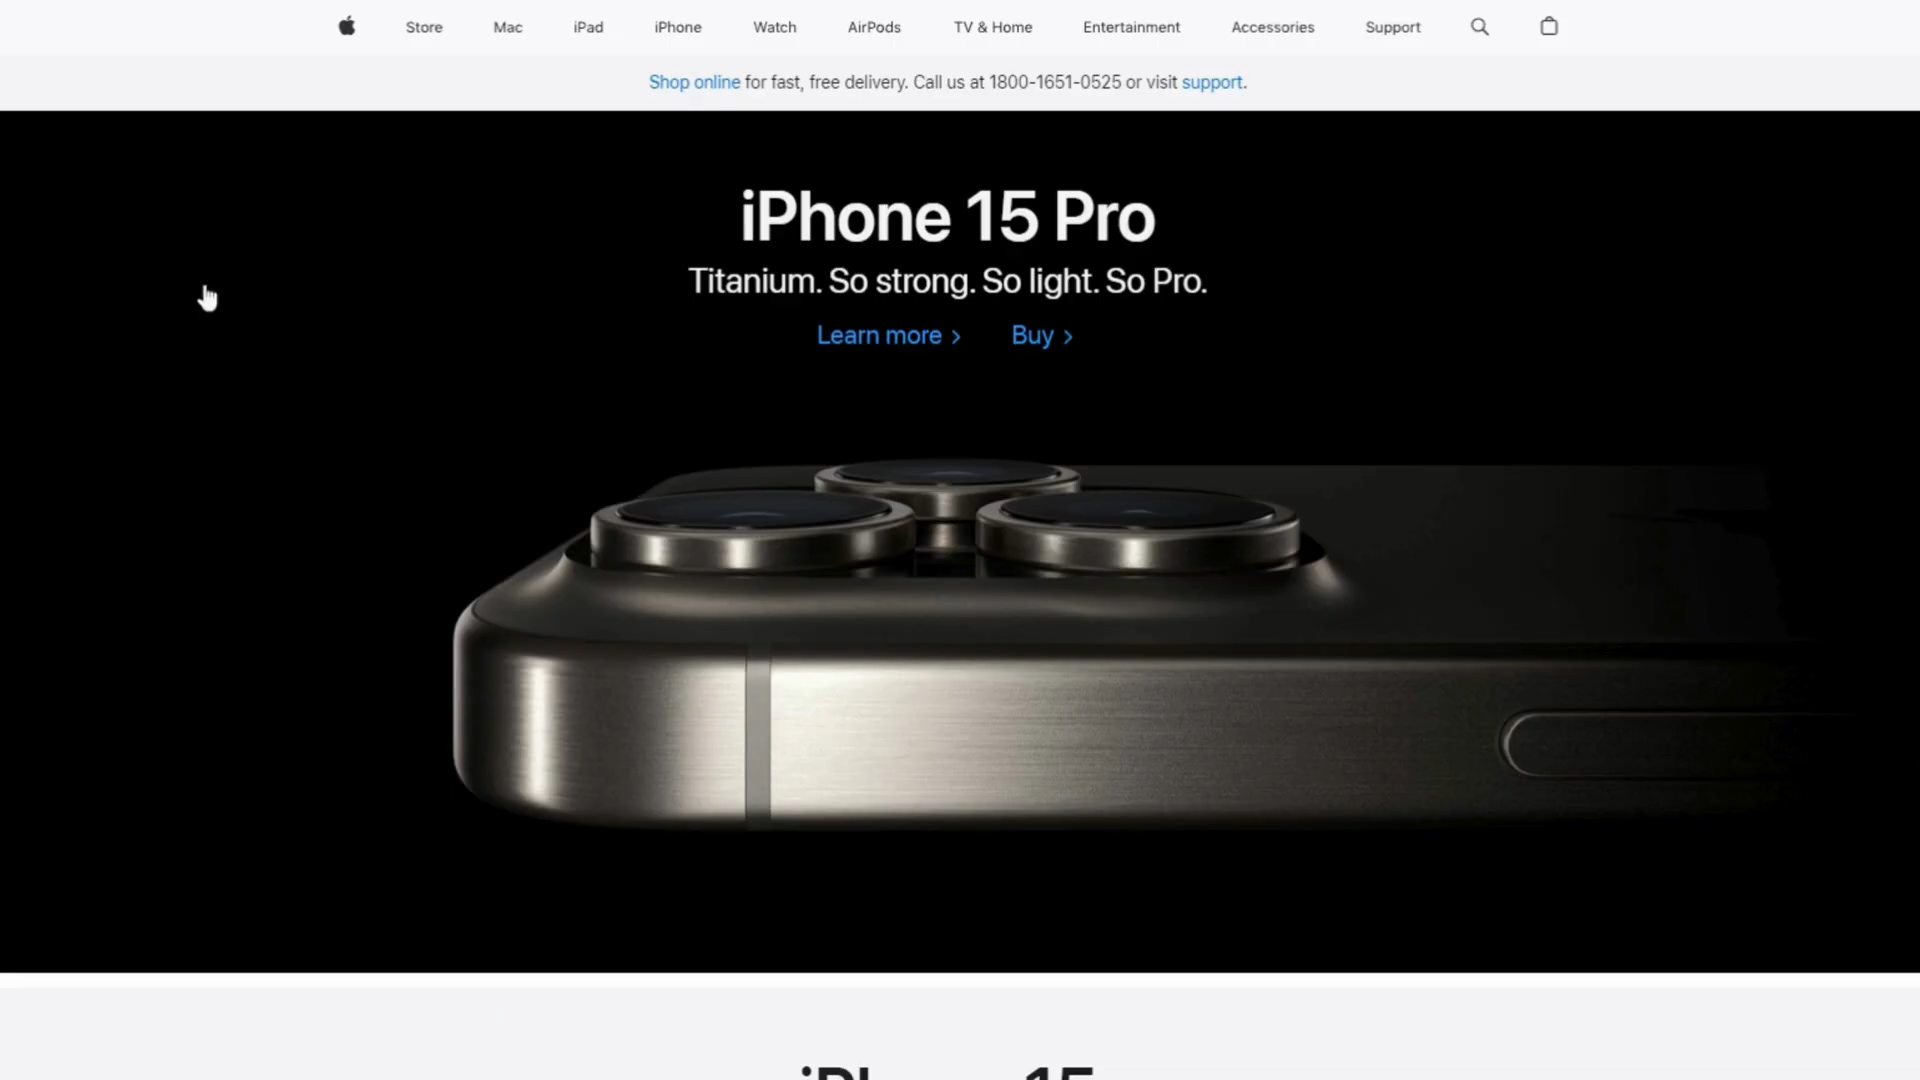 Store Mac iPad iPhone Watch AirPods TV & Home Entertainment Accessories Support
Shop online for fast, free delivery. Call us at 1800-1651-0525 or visit support.
iPhone 15 Pro
Titanium. So strong. So light. So Pro.
Learn more > Buy >
iPhone 15